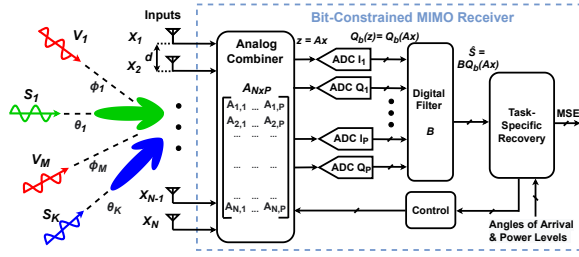 Bit-Constrained MIMO Receiver
Inputs
V1
ϕ1
S1
θ1
VM
ϕM
SK
θK
X1
d
X2
XN-1
XN
Analog
Combiner
ANxP
A1,1 ... A1,P
A2,1 ... A2,P
... ... ...
... ...
... ... ...
AN,1 ... AN,P
z = Ax
ADC I1
ADC Q1
ADC IP
ADC QP
Qb(z)= Qb(Ax)
Digital
Filter
B
Ŝ=
BQb(Ax)
Task-
Specific
Recovery
MSE
Control
Angles of Arrival
& Power Levels